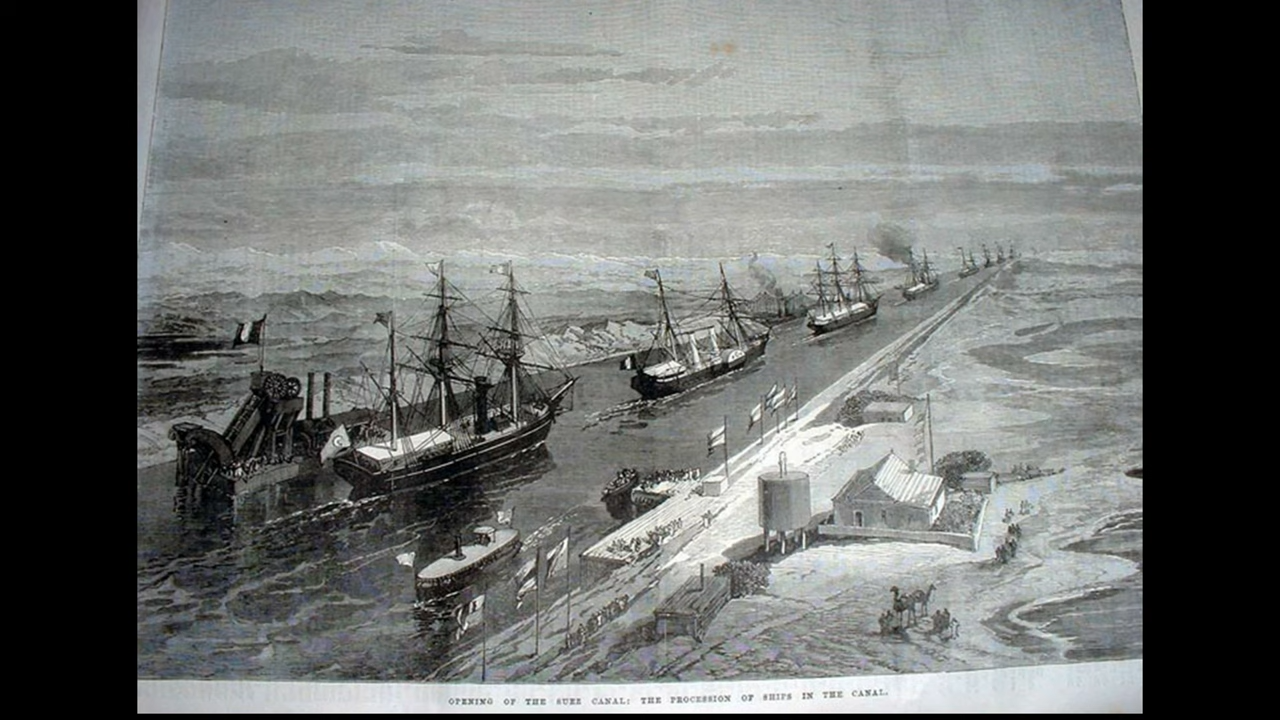 OPENING OF THE SUEZ CANAL: THE PROCESSION OF SHIPS IN THE CANAL.